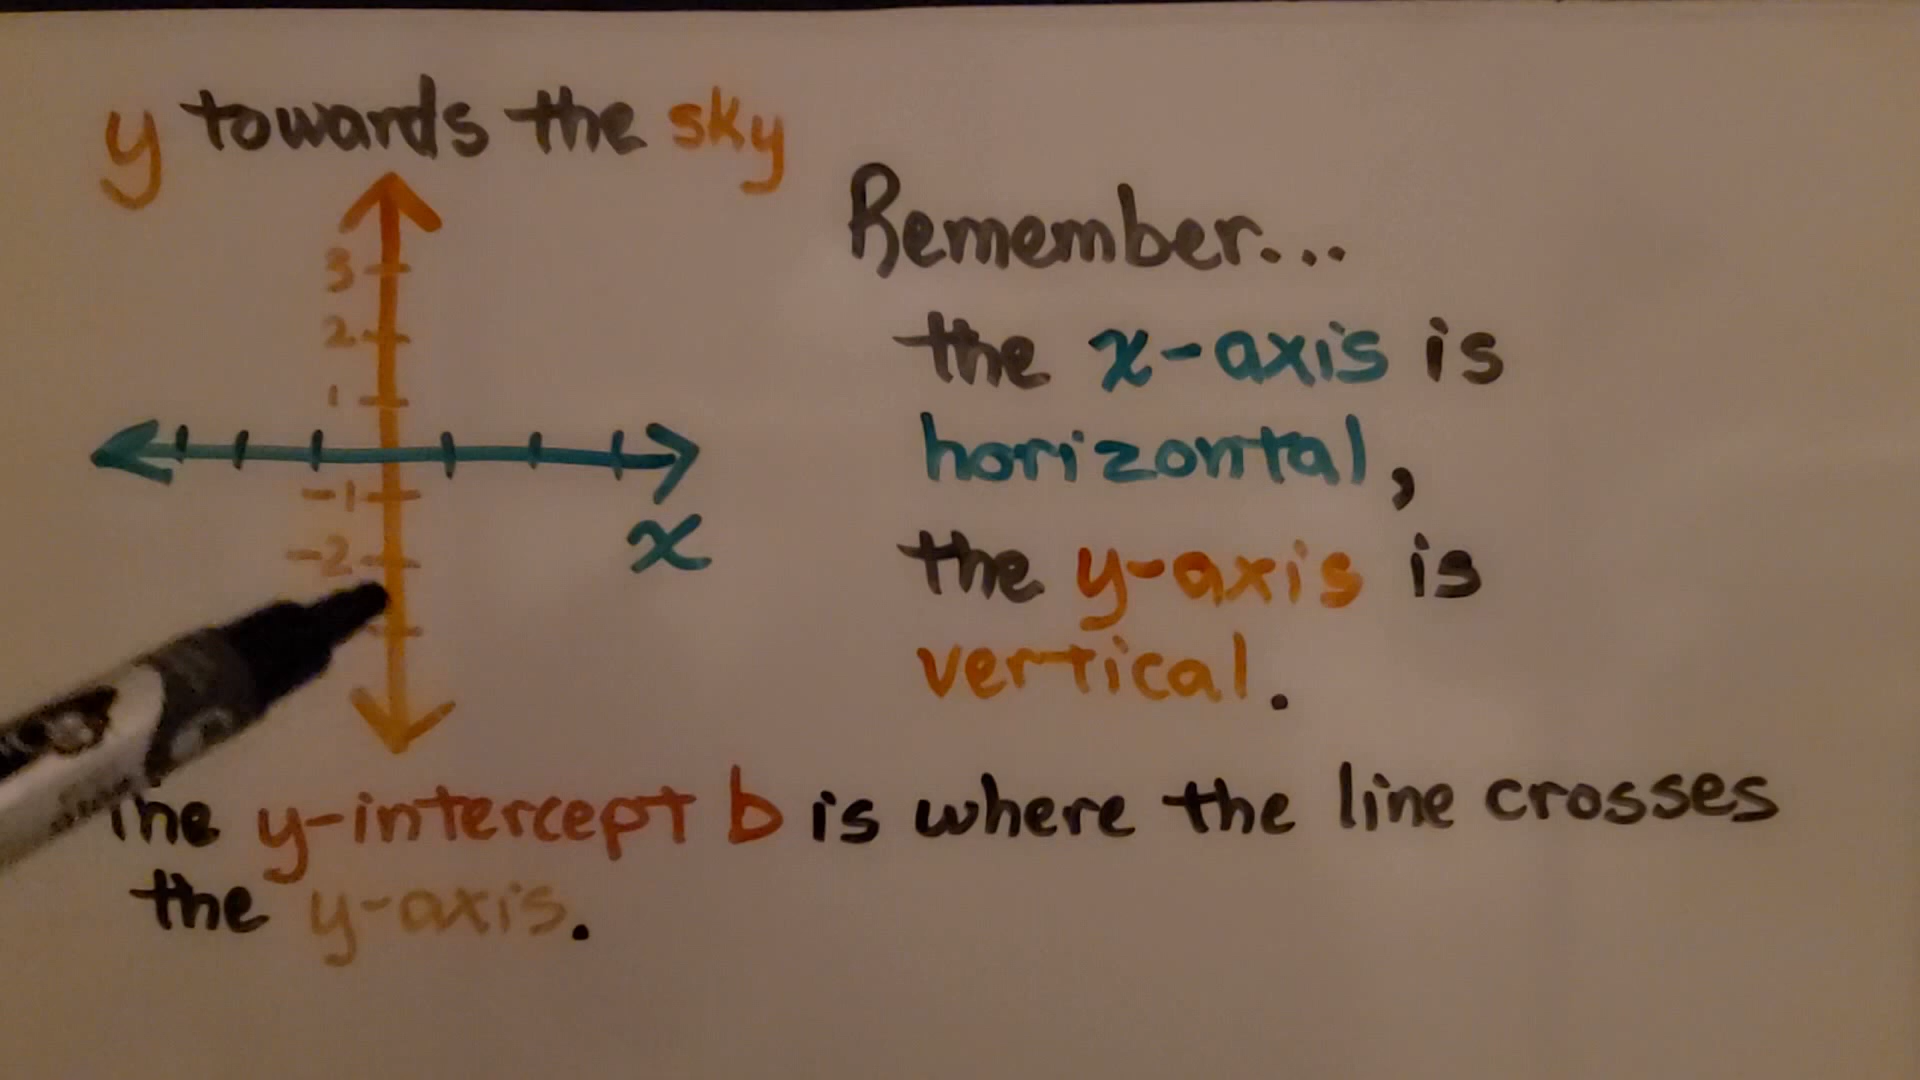 y towards the sky
3
2
1
-1
-2
x
Remember...
the x-axis is
horizontal,
the y-axis is
vertical.
The y-intercept b is where the line crosses
the y-axis.